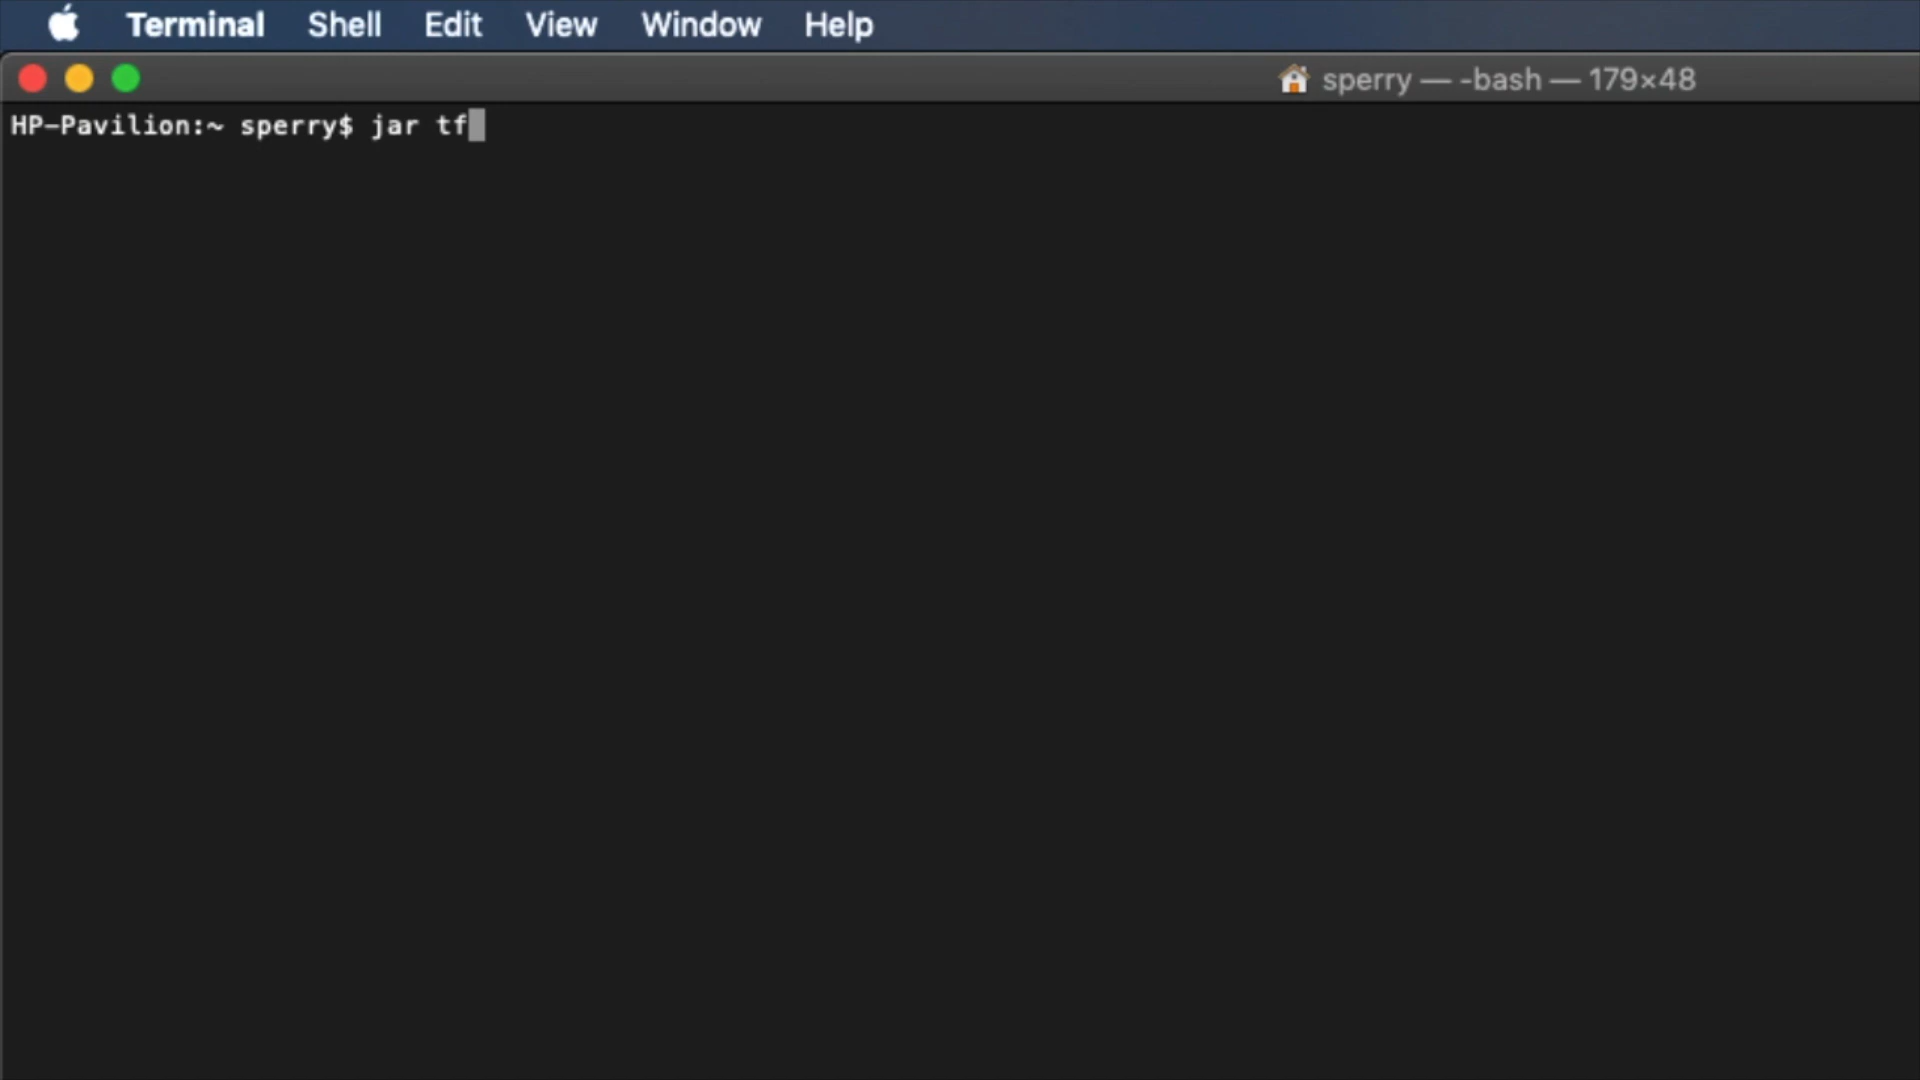 Terminal Shell Edit View Window Help
sperry — -bash — 179×48
HP-Pavilion:~ sperry$ jar tf